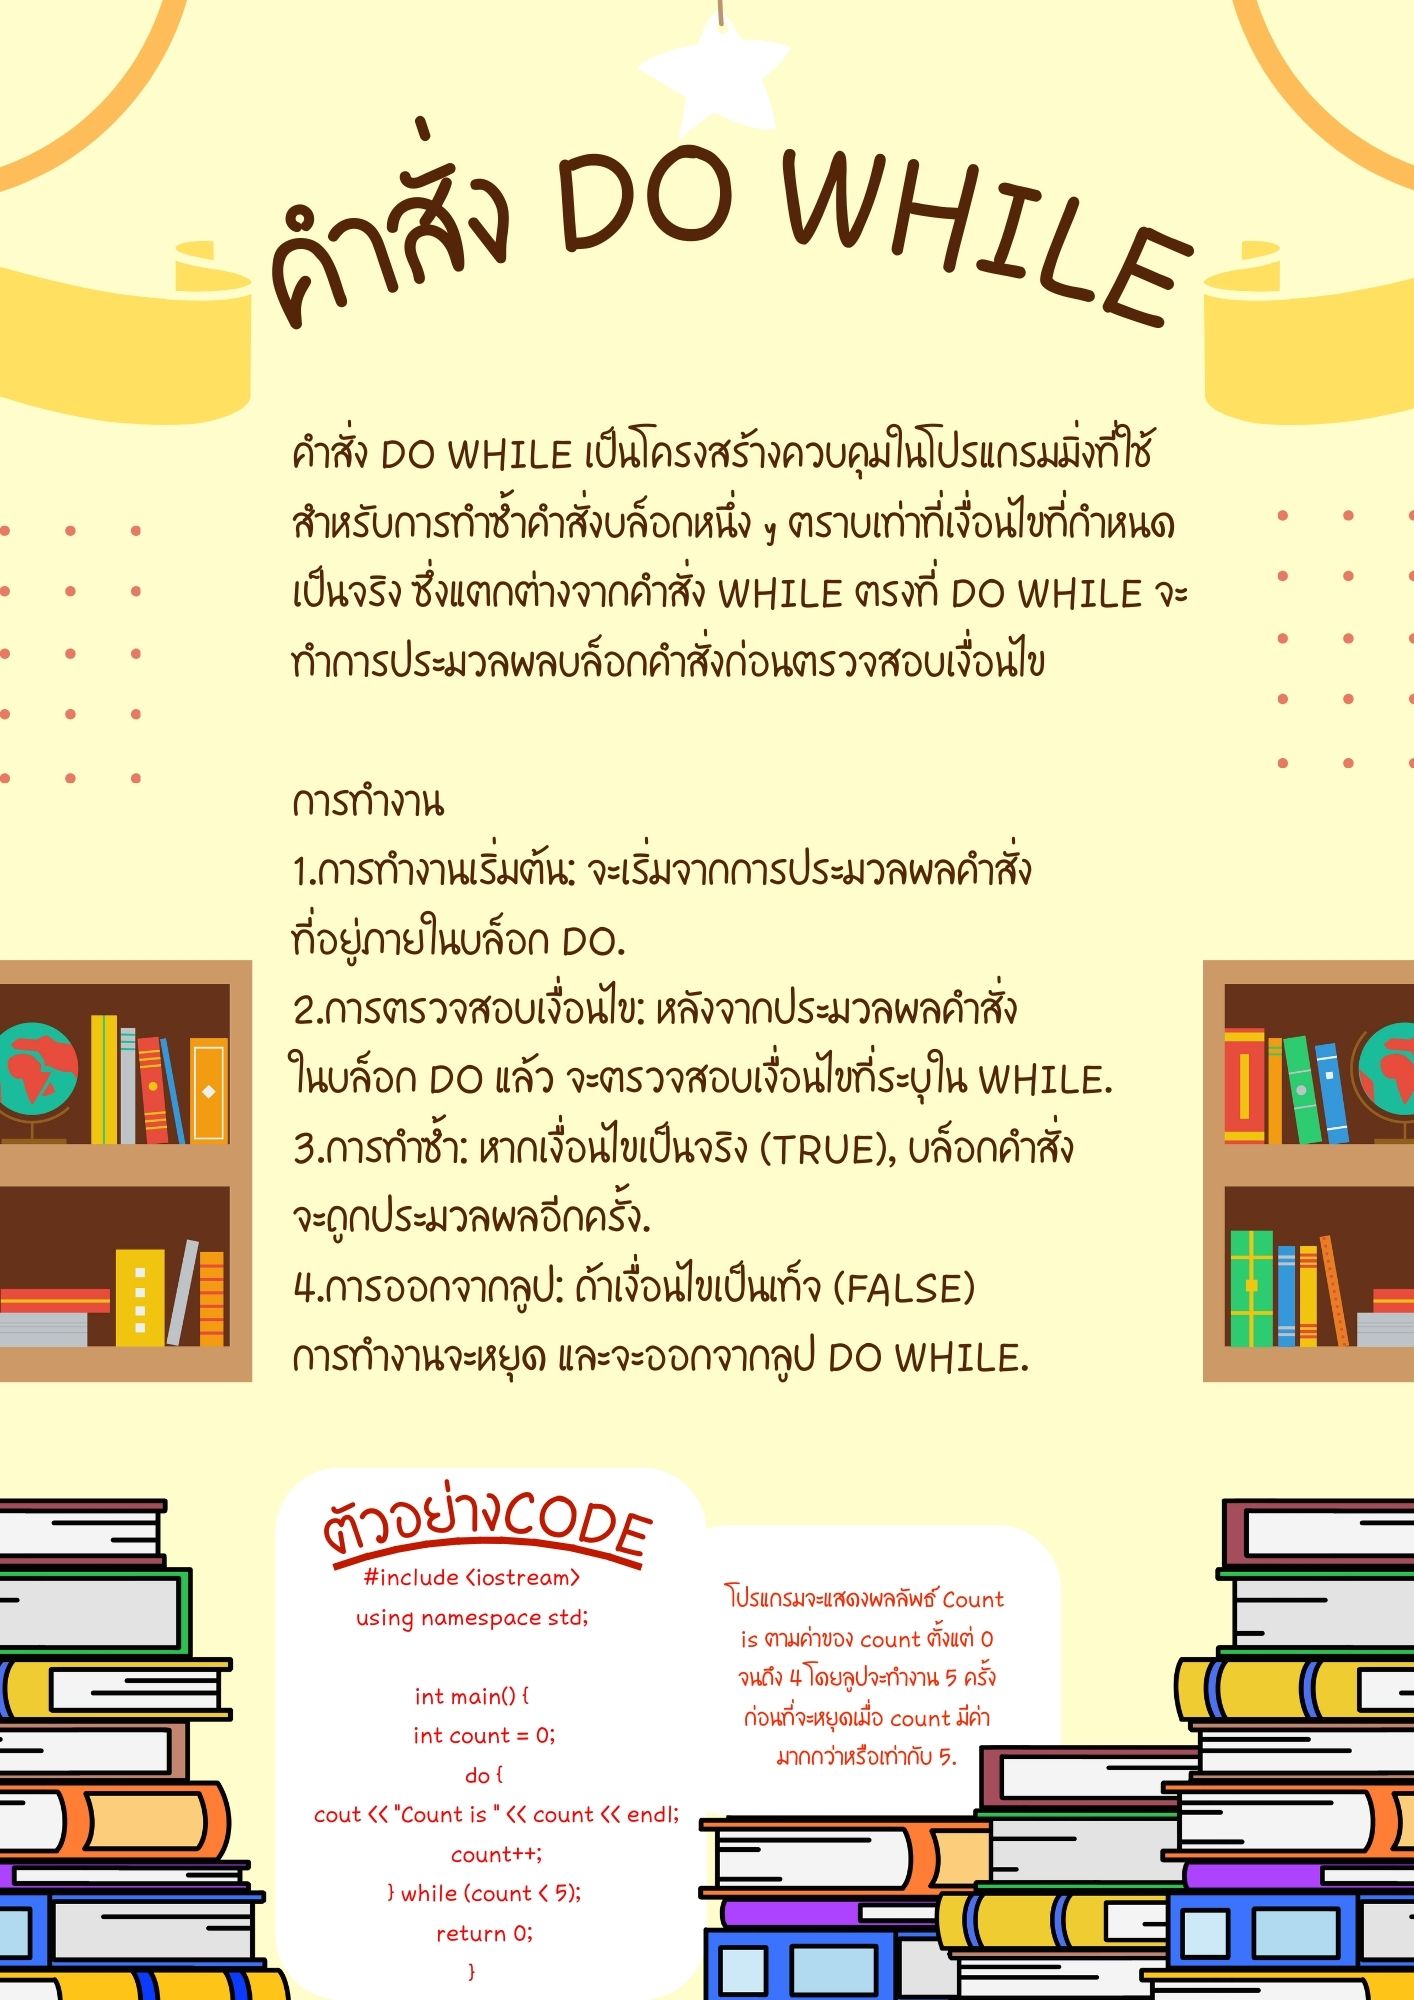 คำสั่ง DO WHILE
คำสั่ง DO WHILE เป็นโครงสร้างควบคุมในโปรแกรมมิ่งที่ใช้
สำหรับการทำซ้ำคำสั่งบล็อกหนึ่ง ๆ ตราบเท่าที่เงื่อนไขที่กำหนด
เป็นจริง ซึ่งแตกต่างจากคำสั่ง WHILE ตรงที่ DO WHILE จะ
ทำการประมวลผลบล็อกคำสั่งก่อนตรวจสอบเงื่อนไข
การทำงาน
1.การทำงานเริ่มต้น: จะเริ่มจากการประมวลผลคำสั่ง
ที่อยู่ภายในบล็อก DO.
2.การตรวจสอบเงื่อนไข: หลังจากประมวลผลคำสั่ง
ในบล็อก DO แล้ว จะตรวจสอบเงื่อนไขที่ระบุใน WHILE.
3.การทำซ้ำ: หากเงื่อนไขเป็นจริง (TRUE), บล็อกคำสั่ง
จะถูกประมวลผลอีกครั้ง.
4.การออกจากลูป: ถ้าเงื่อนไขเป็นเท็จ (FALSE)
การทำงานจะหยุด และจะออกจากลูป DO WHILE.
ตัวอย่างCODE
#include <iostream>
using namespace std;
int main() {
int count = 0;
do {
cout << "Count is " << count << endl;
count++;
} while (count < 5);
return 0;
}
โปรแกรมจะแสดงผลลัพธ์ Count
is ตามค่าของ count ตั้งแต่ 0
จนถึง 4 โดยลูปจะทำงาน 5 ครั้ง
ก่อนที่จะหยุดเมื่อ count มีค่า
มากกว่าหรือเท่ากับ 5.